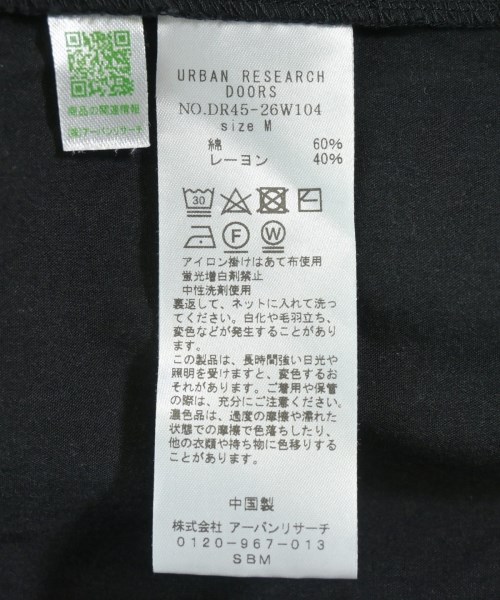 商品の関連情報
㈱アーバンリサーチ
URBAN RESEARCH
DOORS
NO.DR45-26W104
size M
綿 60%
レーヨン 40%
30
F W
アイロン掛けはあて布使用
蛍光増白剤禁止
中性洗剤使用
裏返して、ネットに入れて洗っ
てください。白化や毛羽立ち、
変色などが発生することがあり
ます。
この製品は、長時間強い日光や
照明を受けますと、変色するお
それがあります。ご着用や保管
の際は、充分にご注意ください。
濃色品は、過度の摩擦や濡れた
状態での摩擦で色落ちしたり、
他の衣類や持ち物に色移りする
ことがあります。
中国製
株式会社 アーバンリサーチ
0120-967-013
SBM